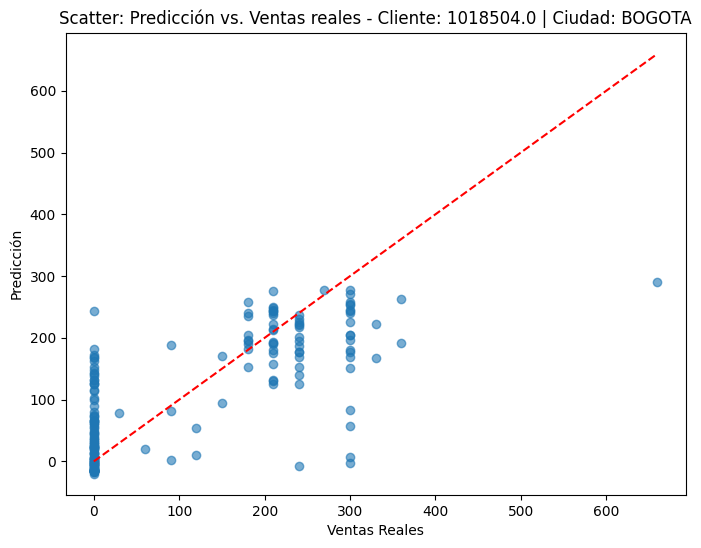 Scatter: Predicción vs. Ventas reales - Cliente: 1018504.0 | Ciudad: BOGOTA
600
500
400
300
200
100
0
Predicción
0 100 200 300 400 500 600
Ventas Reales